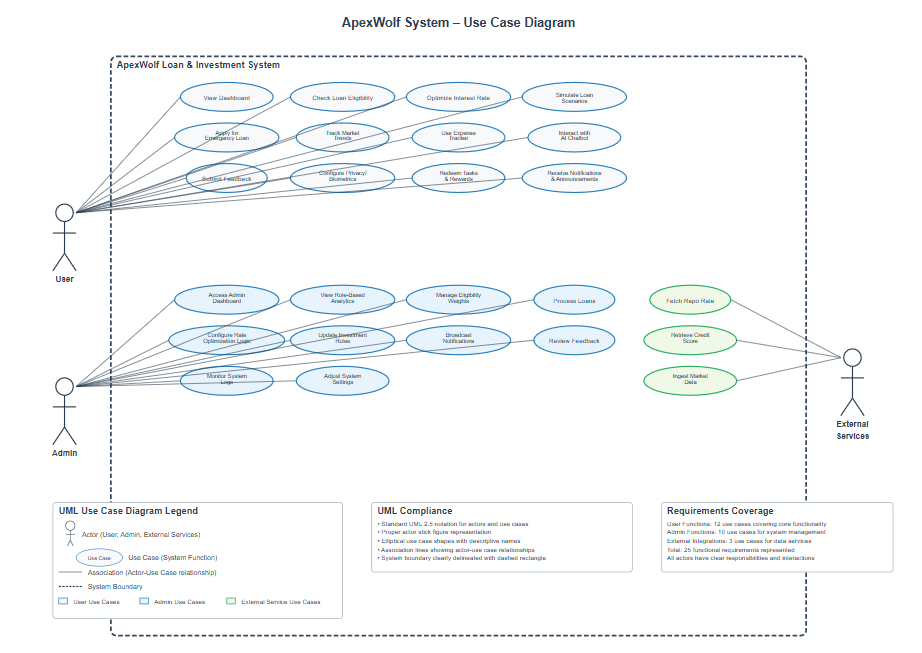 ApexWolf System – Use Case Diagram
ApexWolf Loan & Investment System
View Dashboard
Check Loan Eligibility
Optimize Interest Rate
Simulate Loan
Scenarios
Apply for
Emergency Loan
Track Market
Trends
Use Expense
Tracker
Interact with
AI Chatbot
Submit Feedback
Configure Privacy/
Biometrics
Redeem Tasks
& Rewards
Receive Notifications
& Announcements
User
Access Admin
Dashboard
View Role-Based
Analytics
Manage Eligibility
Weights
Process Loans
Fetch Repo Rate
Configure Rate
Optimization Logic
Update Investment
Rules
Broadcast
Notifications
Review Feedback
Retrieve Credit
Score
Monitor System
Logs
Adjust System
Settings
Ingest Market
Data
Admin
External
Services
UML Use Case Diagram Legend
Actor (User, Admin, External Services)
Use Case
Use Case (System Function)
Association (Actor-Use Case relationship)
System Boundary
User Use Cases
Admin Use Cases
External Service Use Cases
UML Compliance
• Standard UML 2.5 notation for actors and use cases
• Proper actor stick figure representation
• Elliptical use case shapes with descriptive names
• Association lines showing actor-use case relationships
• System boundary clearly delineated with dashed rectangle
Requirements Coverage
User Functions: 12 use cases covering core functionality
Admin Functions: 10 use cases for system management
External Integrations: 3 use cases for data services
Total: 25 functional requirements represented
All actors have clear responsibilities and interactions